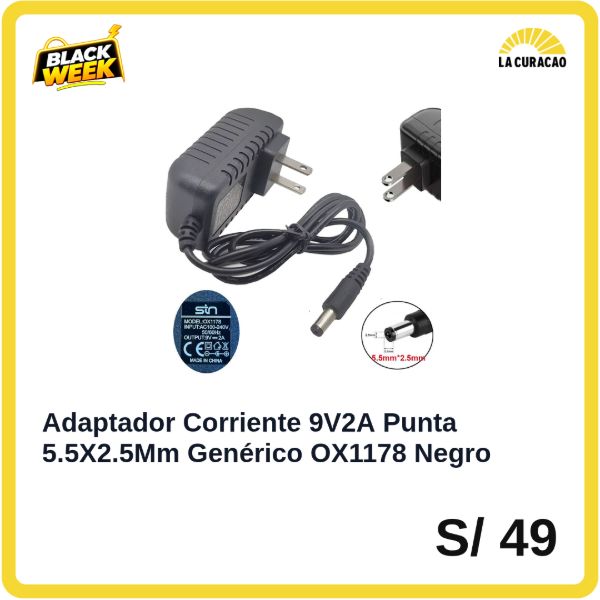 BLACK
WEEK
LA CURACAO
stn
MODEL:OX1178
INPUT:AC100-240V
50/60Hz
OUTPUT:9V⎓2A
MADE IN CHINA
5.5mm*2.5mm
Adaptador Corriente 9V2A Punta
5.5X2.5Mm Genérico OX1178 Negro
S/ 49